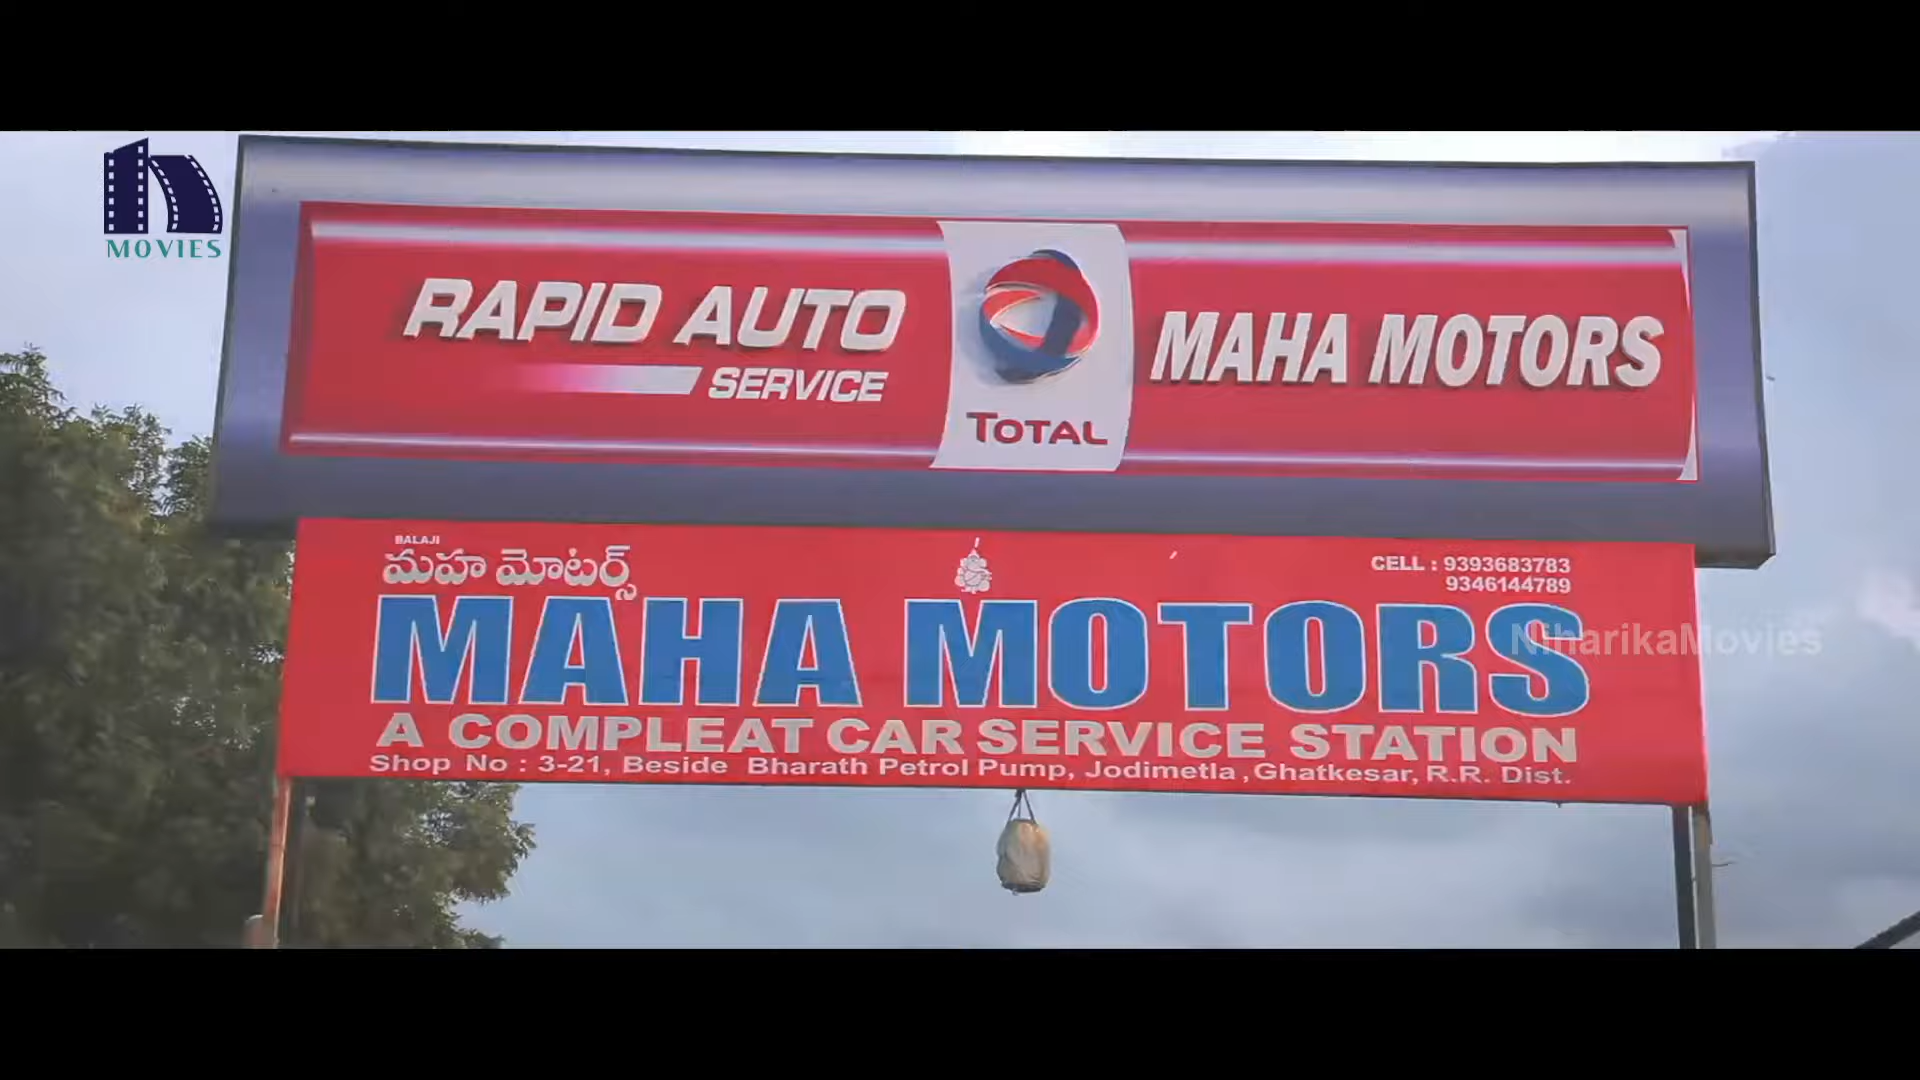 MOVIES
RAPID AUTO
SERVICE
TOTAL
MAHA MOTORS
BALAJI
మహ మోటర్స్
CELL : 9393683783
9346144789
MAHA MOTORS
NiharikaMovies
A COMPLEAT CAR SERVICE STATION
Shop No : 3-21, Beside Bharath Petrol Pump, Jodimetla , Ghatkesar, R.R. Dist.